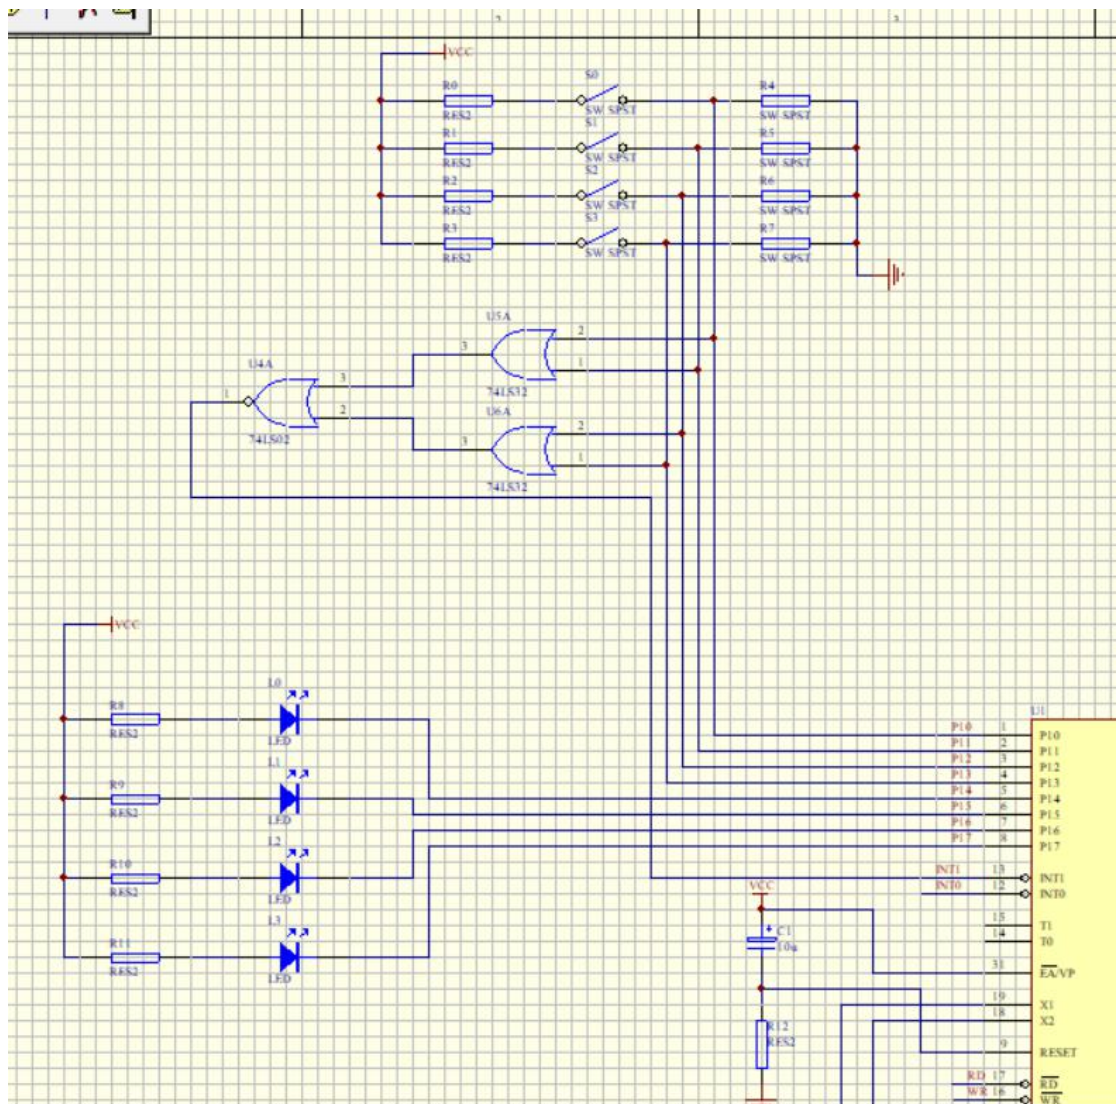 VCC
S0
R0
R4
RES2
SW SPST
SW SPST
S1
R1
R5
RES2
SW SPST
SW SPST
S2
R2
R6
RES2
SW SPST
SW SPST
S3
R3
R7
RES2
SW SPST
SW SPST
U5A
2
3
1
74LS32
U4A
3
1
2
74LS02
U6A
2
3
1
74LS32
VCC
L0
R8
RES2
LED
L1
R9
RES2
LED
L2
R10
RES2
LED
L3
R11
RES2
LED
U1
P10 1 P10
P11 2 P11
P12 3 P12
P13 4 P13
P14 5 P14
P15 6 P15
P16 7 P16
P17 8 P17
INT1 13 INT1
INT0 12 INT0
15 T1
14 T0
31 EA/VP
19 X1
18 X2
9 RESET
RD 17 RD
WR 16 WR
VCC
+
C1
10u
R12
RES2